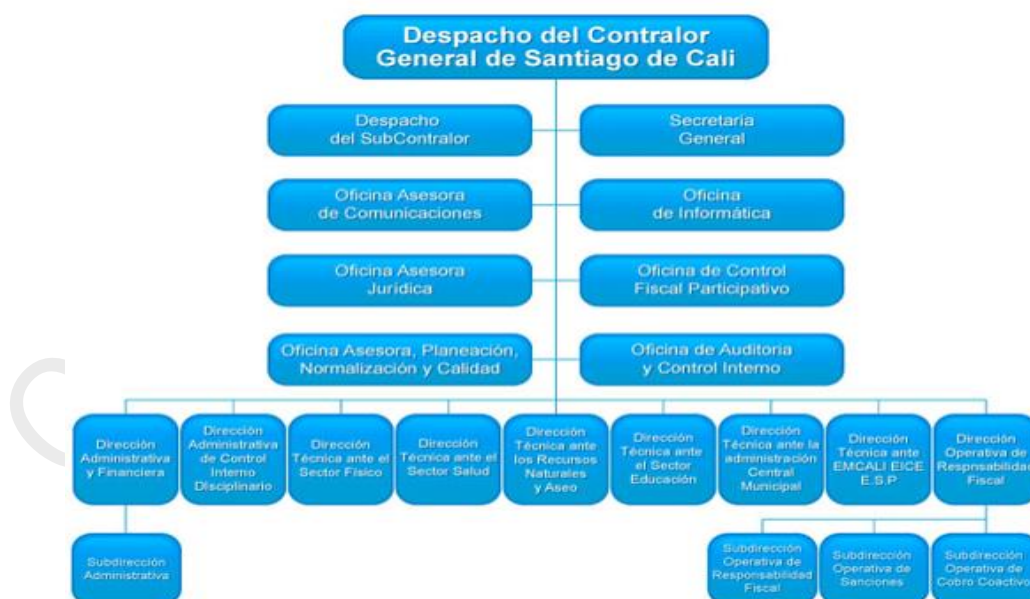 Despacho del Contralor
General de Santiago de Cali
Despacho
del SubContralor
Secretaría
General
Oficina Asesora
de Comunicaciones
Oficina
de Informática
Oficina Asesora
Jurídica
Oficina de Control
Fiscal Participativo
Oficina Asesora, Planeación,
Normalización y Calidad
Oficina de Auditoria
y Control Interno
Dirección
Administrativa
y Financiera
Dirección
Administrativa
de Control
Interno
Disciplinario
Dirección
Técnica ante el
Sector Físico
Dirección
Técnica ante el
Sector Salud
Dirección
Técnica ante
los Recursos
Naturales
y Aseo
Dirección
Técnica ante
el Sector
Educación
Dirección
Técnica ante la
administración
Central
Municipal
Dirección
Técnica ante
EMCALI EICE
E.S.P
Dirección
Operativa de
Respnsabilidad
Fiscal
Subdirección
Administrativa
Subdirección
Operativa de
Responsabilidad
Fiscal
Subdirección
Operativa de
Sanciones
Subdirección
Operativa de
Cobro Coactivo